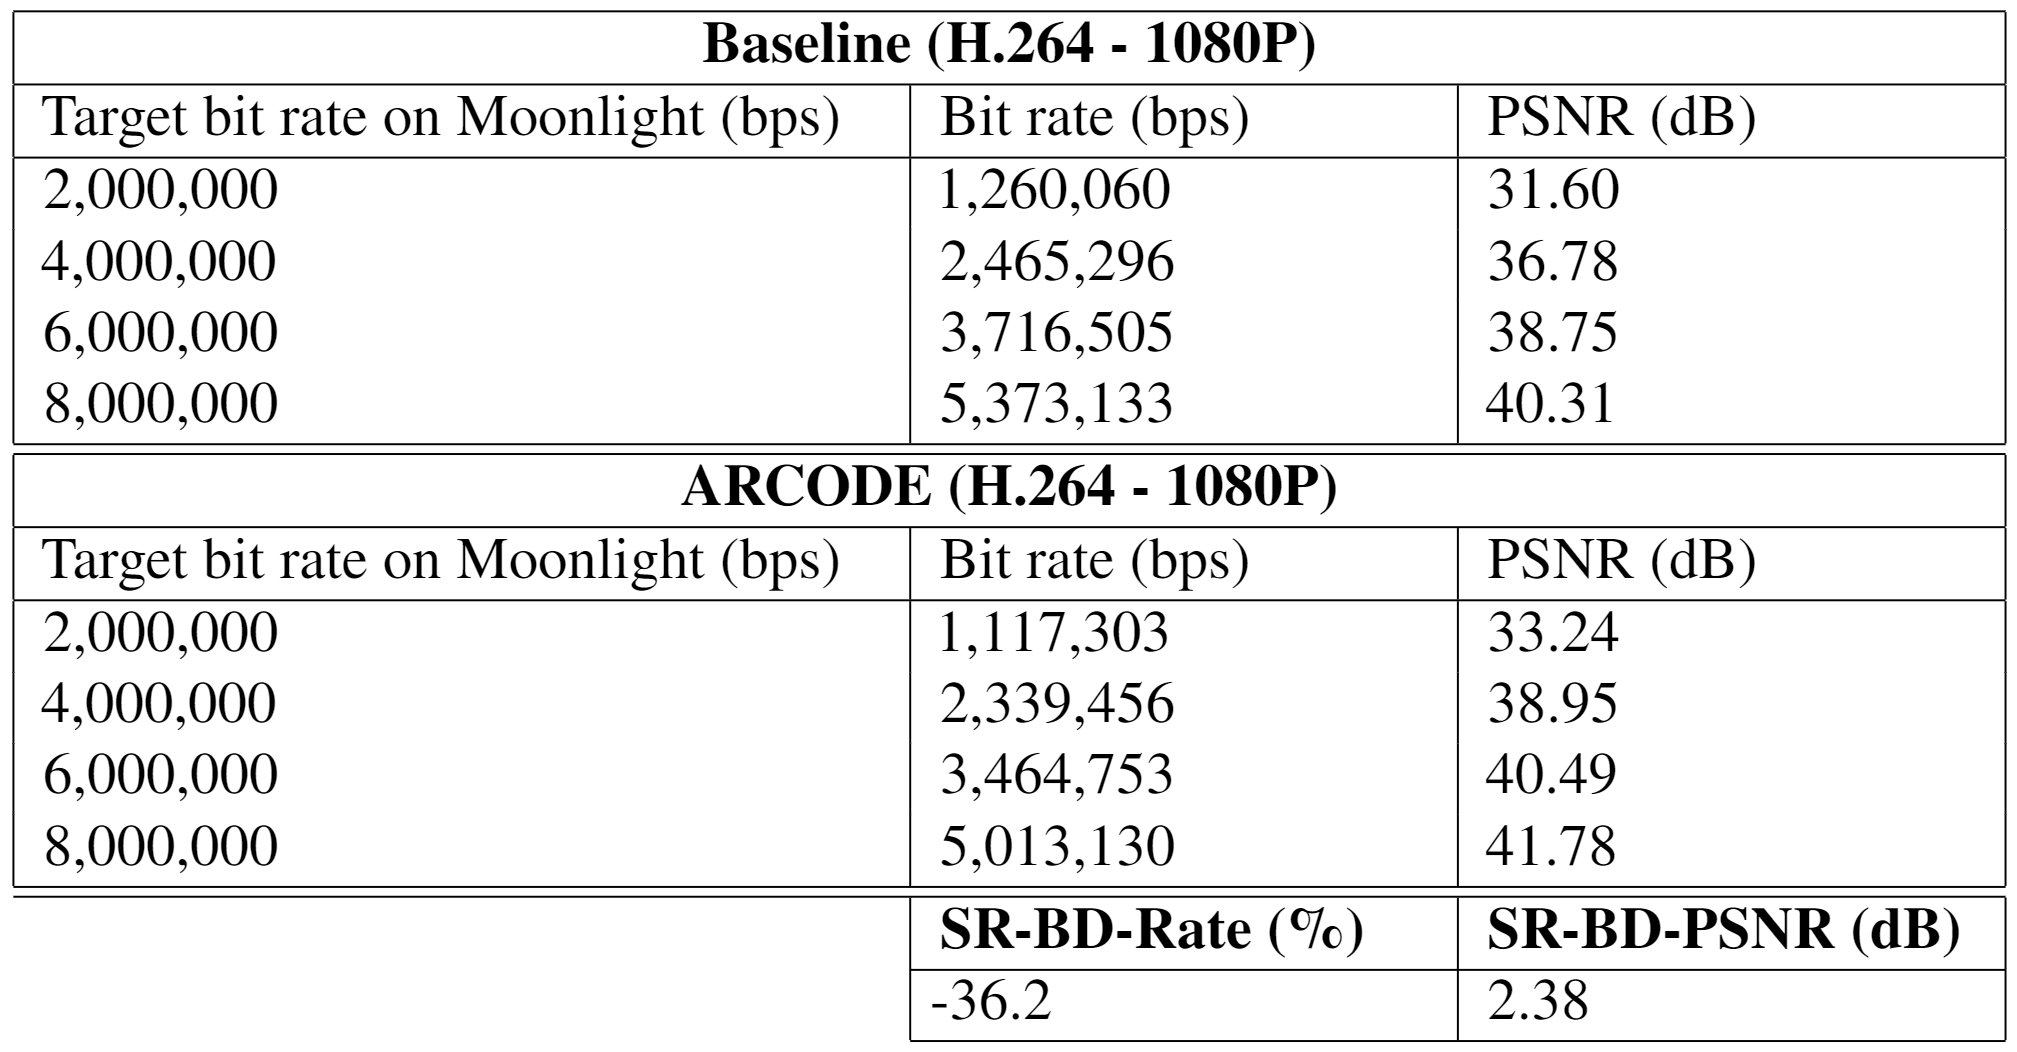 Baseline (H.264 - 1080P)
Target bit rate on Moonlight (bps) Bit rate (bps) PSNR (dB)
2,000,000 1,260,060 31.60
4,000,000 2,465,296 36.78
6,000,000 3,716,505 38.75
8,000,000 5,373,133 40.31
ARCODE (H.264 - 1080P)
Target bit rate on Moonlight (bps) Bit rate (bps) PSNR (dB)
2,000,000 1,117,303 33.24
4,000,000 2,339,456 38.95
6,000,000 3,464,753 40.49
8,000,000 5,013,130 41.78
SR-BD-Rate (%) SR-BD-PSNR (dB)
-36.2 2.38